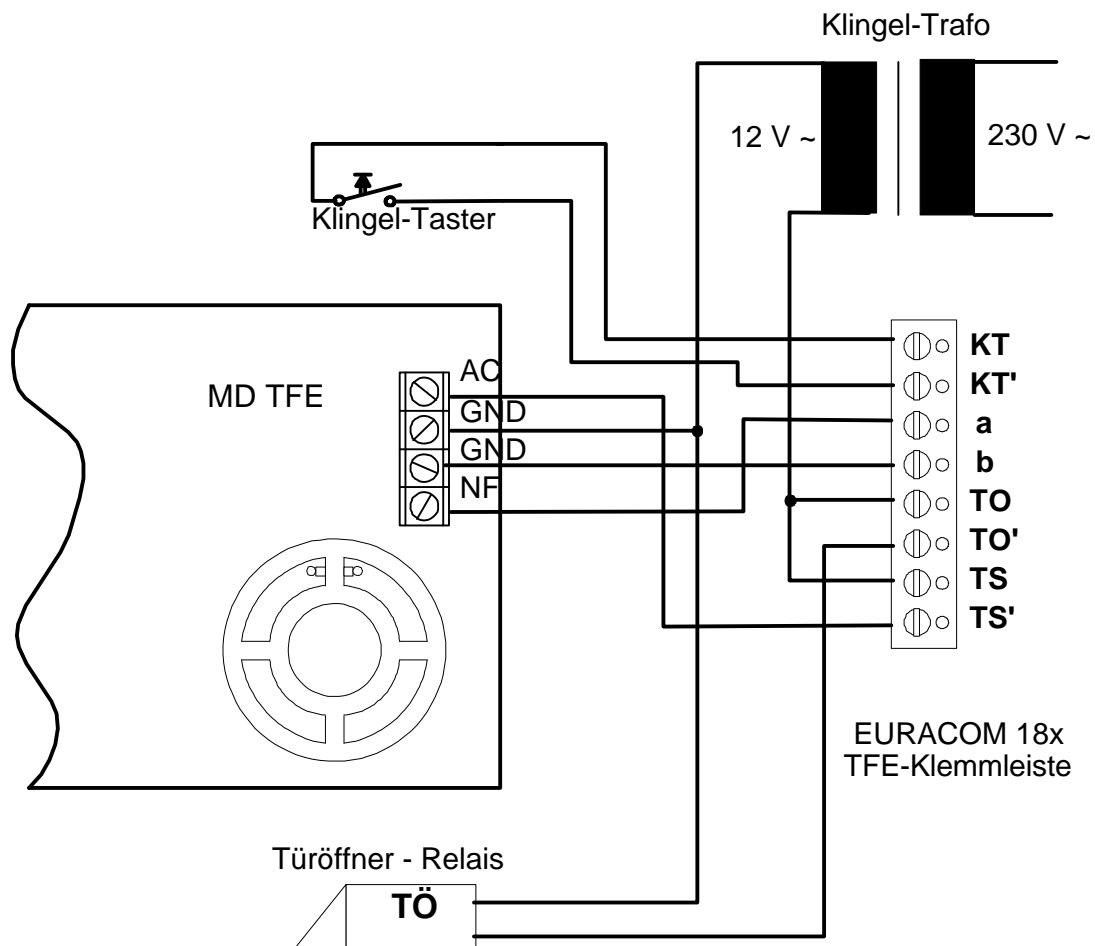 Klingel-Trafo
12 V ~
230 V ~
Klingel-Taster
MD TFE
AC
GND
GND
NF
KT
KT'
a
b
TO
TO'
TS
TS'
EURACOM 18x
TFE-Klemmleiste
Türöffner - Relais
TÖ